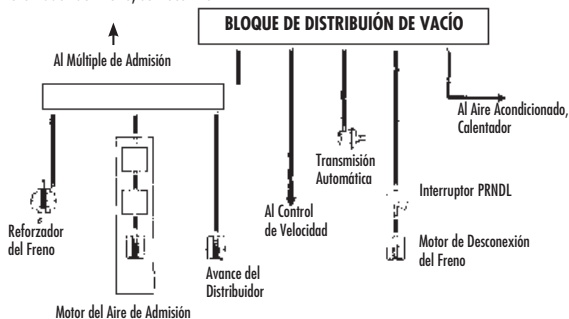 BLOQUE DE DISTRIBUIÓN DE VACÍO
Al Múltiple de Admisión
Al Aire Acondicionado,
Calentador
Transmisión
Automática
Interruptor PRNDL
Al Control
de Velocidad
Reforzador
del Freno
Motor de Desconexión
del Freno
Avance del
Distribuidor
Motor del Aire de Admisión